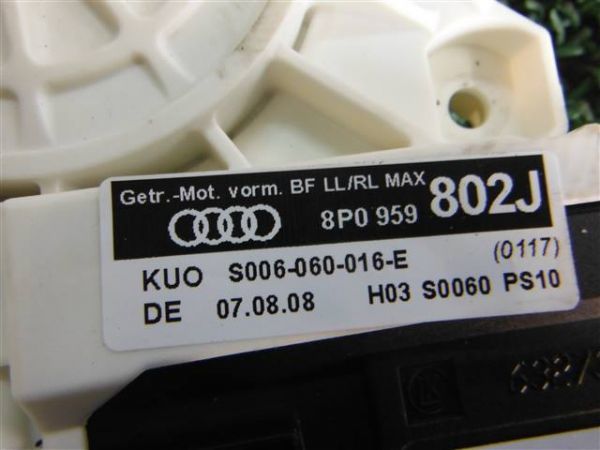 Getr.-Mot. vorm. BF LL/RL MAX
8P0 959 802J
KUO S006-060-016-E (0117)
DE 07.08.08 H03 S0060 PS10